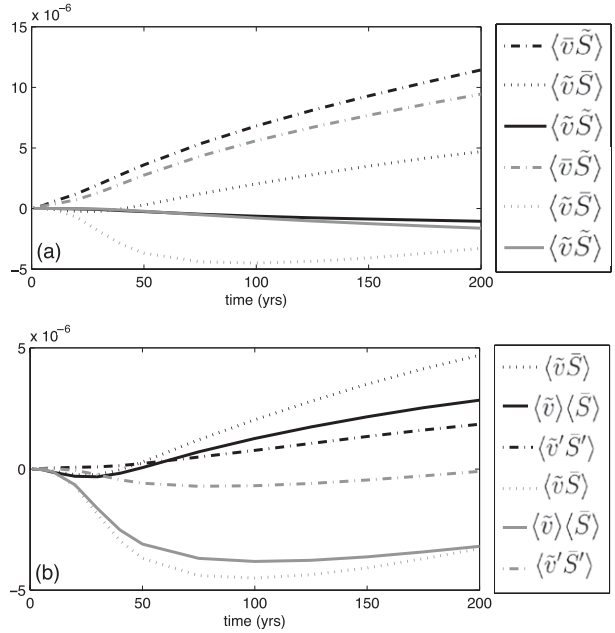 x 10⁻⁶
15
10
5
0
−5
(a)
0 50 100 150 200
time (yrs)
⟨v̄S̃⟩
⟨ṽS̄⟩
⟨ṽS̃⟩
⟨v̄S̃⟩
⟨ṽS̄⟩
⟨ṽS̃⟩
x 10⁻⁶
5
0
−5
(b)
0 50 100 150 200
time (yrs)
⟨ṽS̄⟩
⟨ṽ⟩⟨S̄⟩
⟨ṽ′S̄′⟩
⟨ṽS̄⟩
⟨ṽ⟩⟨S̄⟩
⟨ṽ′S̄′⟩